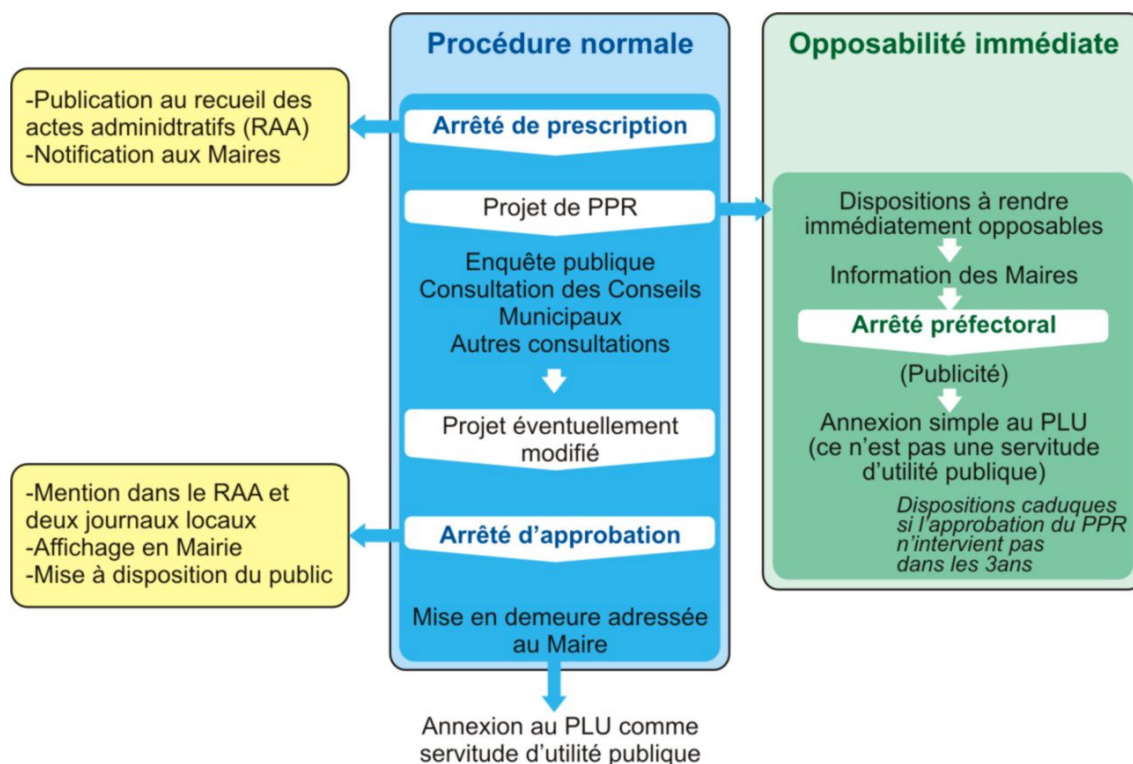 Procédure normale
Opposabilité immédiate
-Publication au recueil des
actes adminidtratifs (RAA)
-Notification aux Maires
Arrêté de prescription
Projet de PPR
Enquête publique
Consultation des Conseils
Municipaux
Autres consultations
Projet éventuellement
modifié
-Mention dans le RAA et
deux journaux locaux
-Affichage en Mairie
-Mise à disposition du public
Arrêté d’approbation
Mise en demeure adressée
au Maire
Annexion au PLU comme
servitude d’utilité publique
Dispositions à rendre
immédiatement opposables
Information des Maires
Arrêté préfectoral
(Publicité)
Annexion simple au PLU
(ce n’est pas une servitude
d’utilité publique)
Dispositions caduques
si l’approbation du PPR
n’intervient pas
dans les 3ans